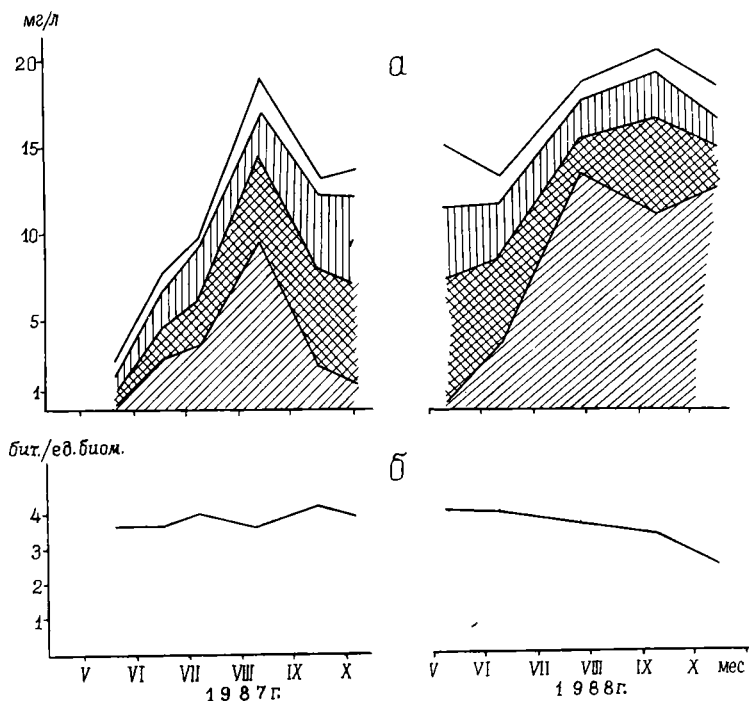 мг/л
20
15
10
5
1
а
бит./ед.биом.
4
3
2
1
б
V VI VII VIII IX X
1987г.
V VI VII VIII IX X мес
1988г.